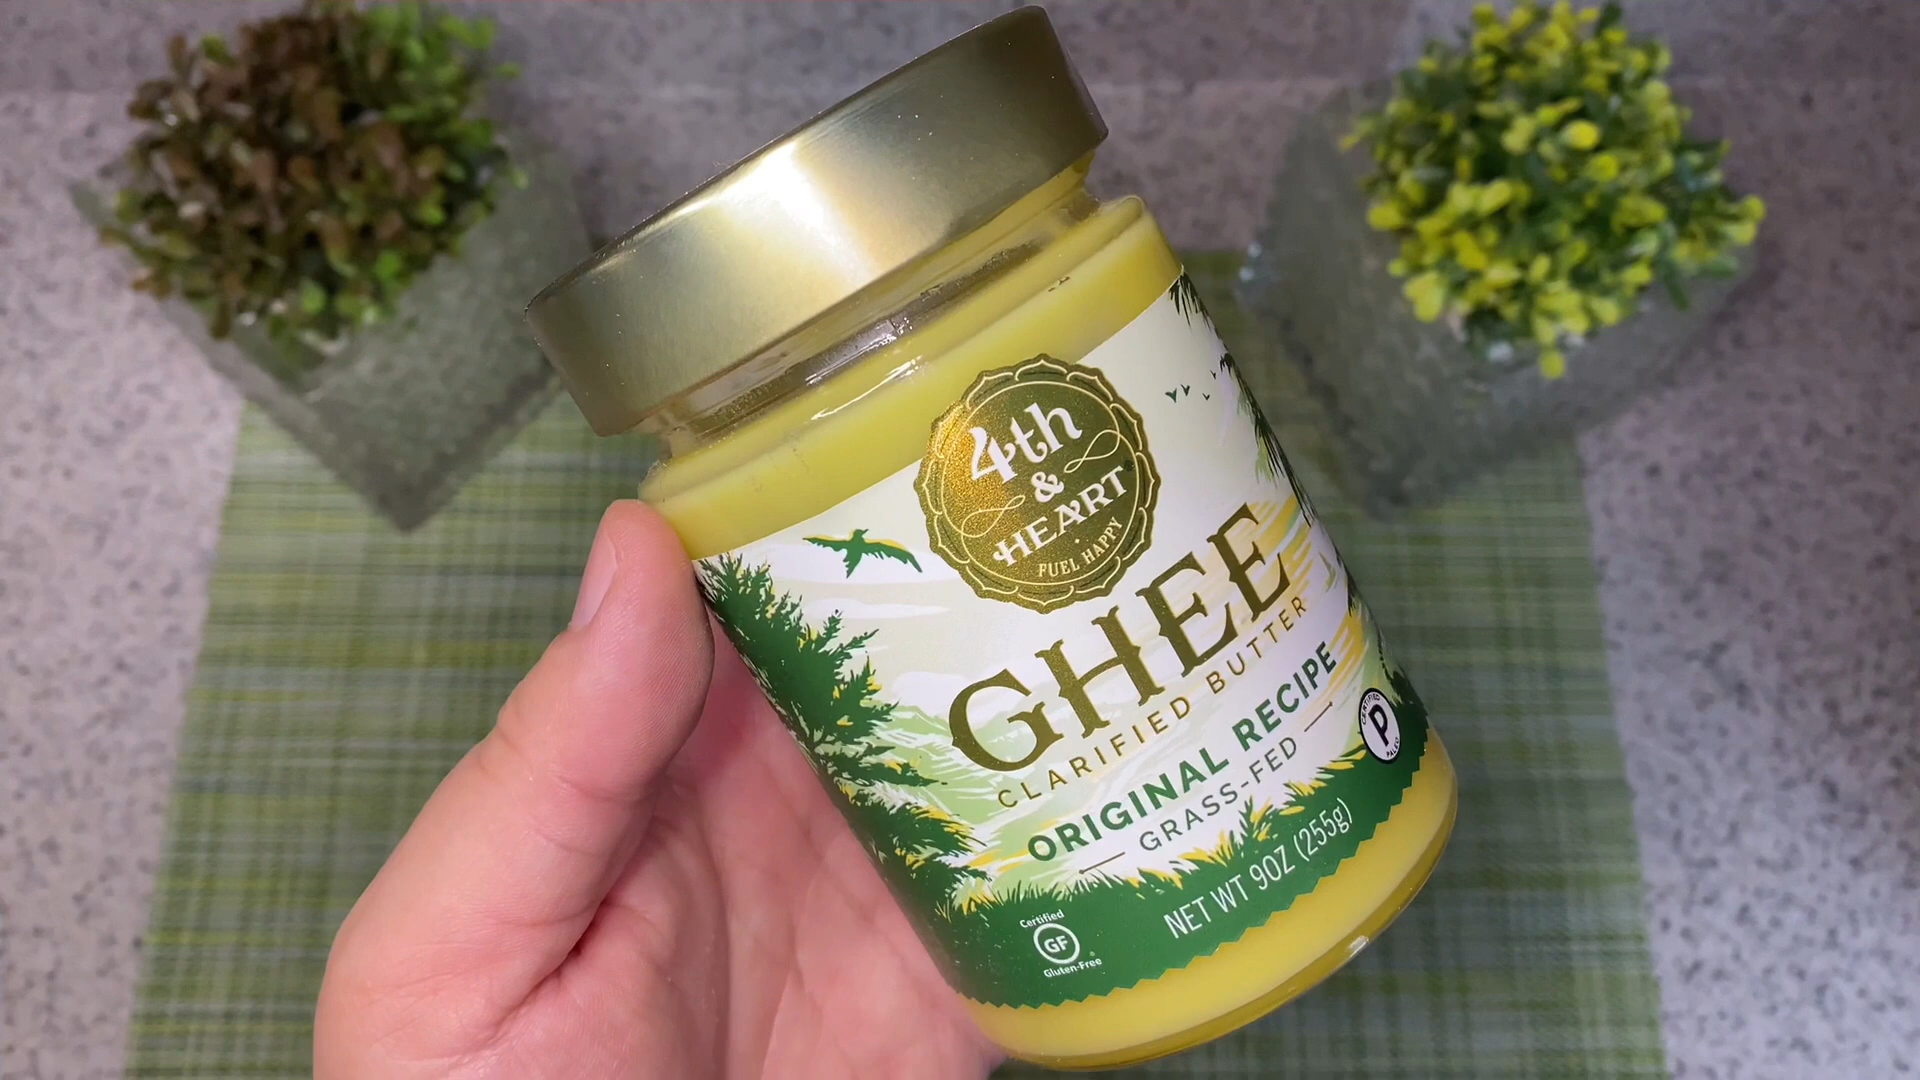 4th
&
HEART®
FUEL HAPPY
GHEE
CLARIFIED BUTTER
ORIGINAL RECIPE
GRASS-FED
CERTIFIED
P
PALEO
NET WT 9OZ (255g)
Certified
GF
Gluten-Free